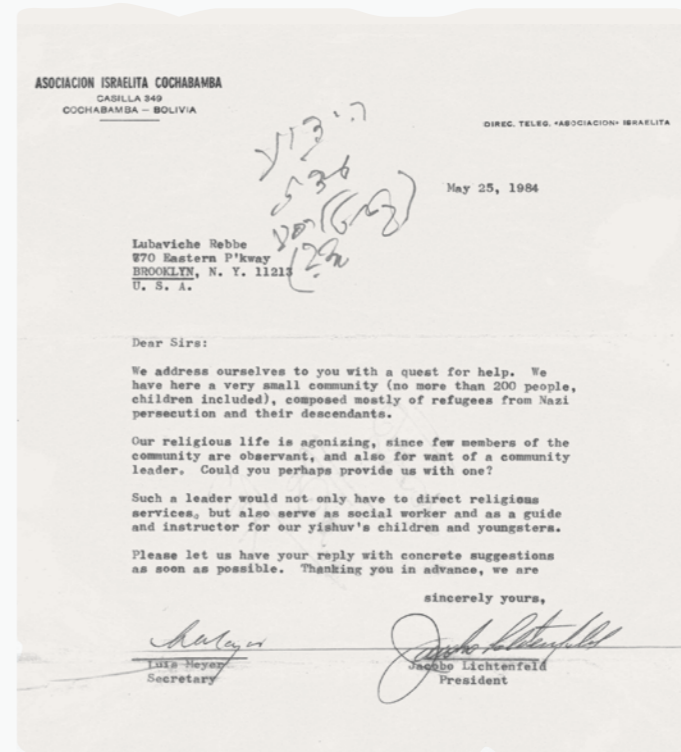 ASOCIACION ISRAELITA COCHABAMBA
CASILLA 349
COCHABAMBA — BOLIVIA
DIREC. TELEG. «ASOCIACION» ISRAELITA
May 25, 1984
Lubaviche Rebbe
770 Eastern P'kway
BROOKLYN, N. Y. 11213
U. S. A.
Dear Sirs:
We address ourselves to you with a quest for help. We
have here a very small community (no more than 200 people,
children included), composed mostly of refugees from Nazi
persecution and their descendants.
Our religious life is agonizing, since few members of the
community are observant, and also for want of a community
leader. Could you perhaps provide us with one?
Such a leader would not only have to direct religious
services, but also serve as social worker and as a guide
and instructor for our yishuv's children and youngsters.
Please let us have your reply with concrete suggestions
as soon as possible. Thanking you in advance, we are
sincerely yours,
Luis Meyer
Secretary
Jacobo Lichtenfeld
President